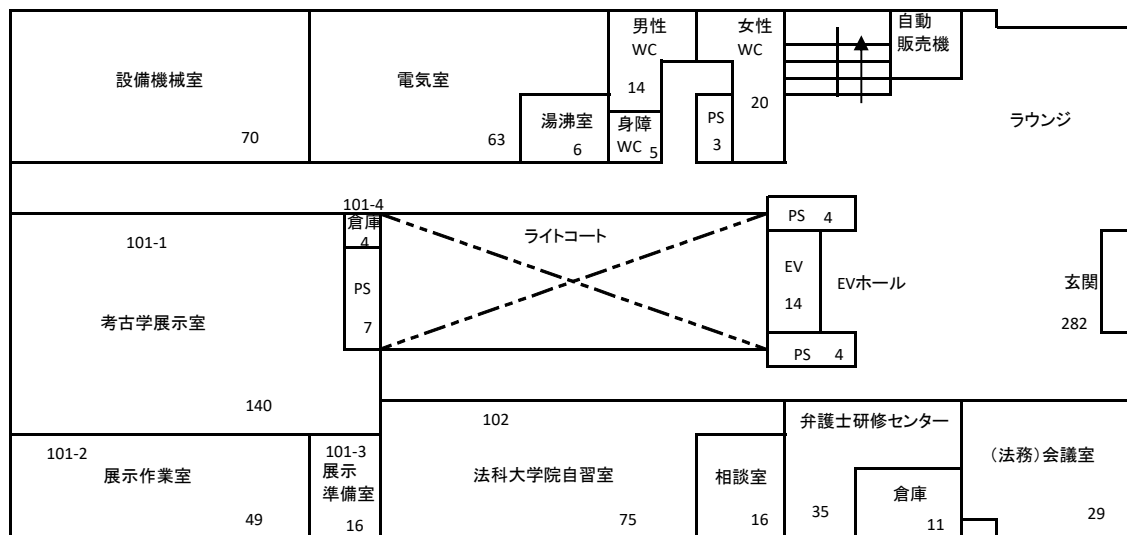 設備機械室
70
電気室
63
湯沸室
6
男性
WC
14
身障
WC 5
女性
WC
20
PS
3
自動
販売機
ラウンジ
101-1
考古学展示室
140
101-4
倉庫
4
PS
7
ライトコート
PS 4
EV
14
EVホール
PS 4
玄関
282
101-2
展示作業室
49
101-3
展示
準備室
16
102
法科大学院自習室
75
相談室
16
弁護士研修センター
35
倉庫
11
（法務）会議室
29